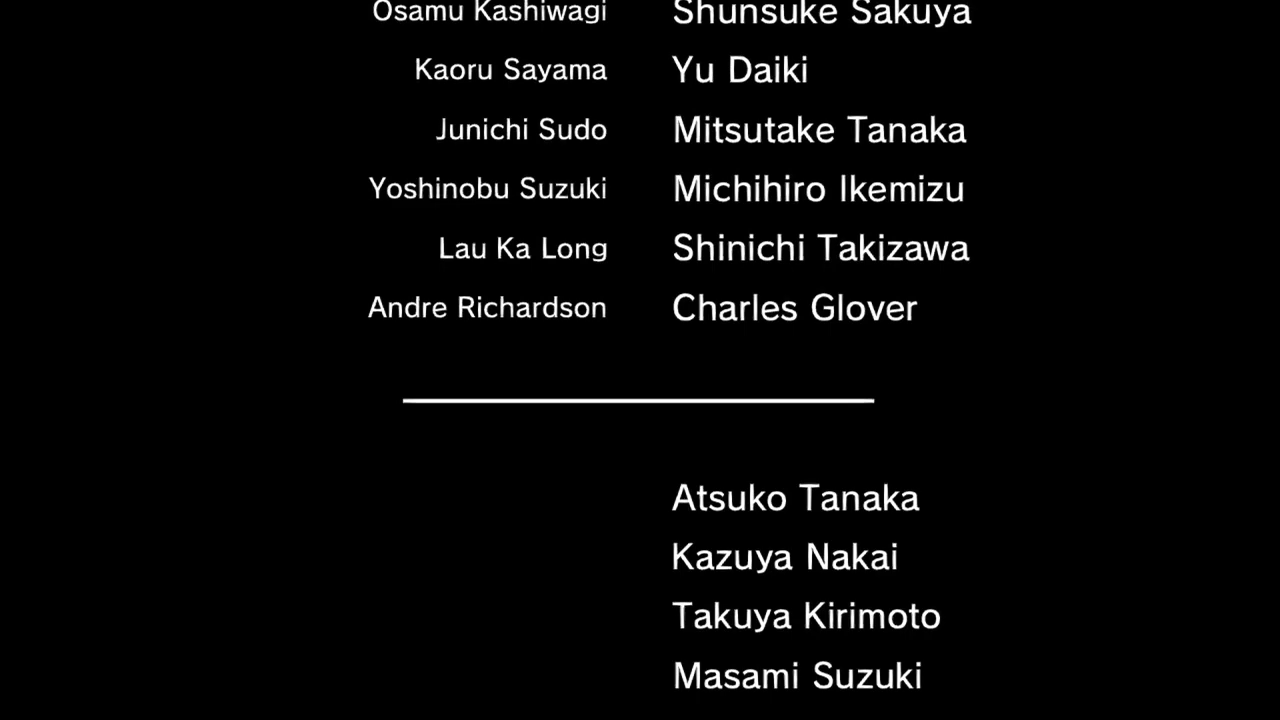 Osamu Kashiwagi Shunsuke Sakuya
Kaoru Sayama Yu Daiki
Junichi Sudo Mitsutake Tanaka
Yoshinobu Suzuki Michihiro Ikemizu
Lau Ka Long Shinichi Takizawa
Andre Richardson Charles Glover
Atsuko Tanaka
Kazuya Nakai
Takuya Kirimoto
Masami Suzuki